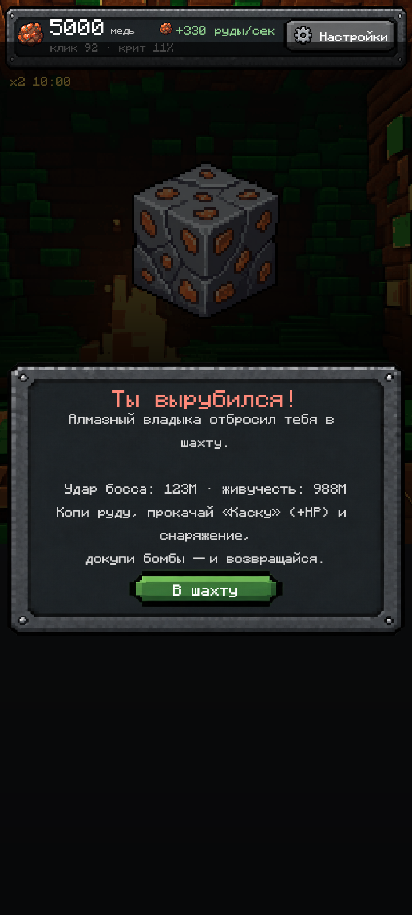 5000 медь
+330 руды/сек
Настройки
клик 92 · крит 11%
x2 10:00
Ты вырубился!
Алмазный владыка отбросил тебя в
шахту.
Удар босса: 123M · живучесть: 988M
Копи руду, прокачай «Каску» (+HP) и
снаряжение,
докупи бомбы — и возвращайся.
В шахту